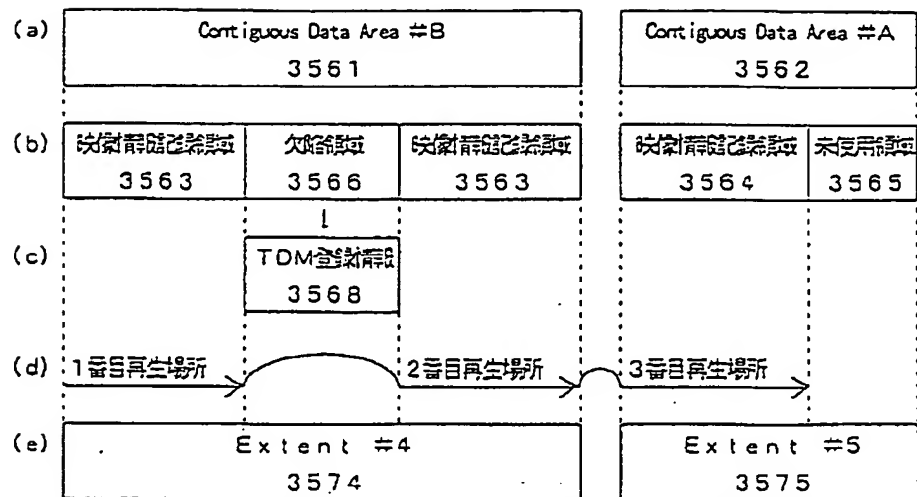 (a)
Contiguous Data Area #B
3561
Contiguous Data Area #A
3562
(b)
映像情報記録領域
3563
欠陥領域
3566
映像情報記録領域
3563
映像情報記録領域
3564
未使用領域
3565
(c)
TDM登録情報
3568
(d)
1番目再生場所
2番目再生場所
3番目再生場所
(e)
Extent #4
3574
Extent #5
3575